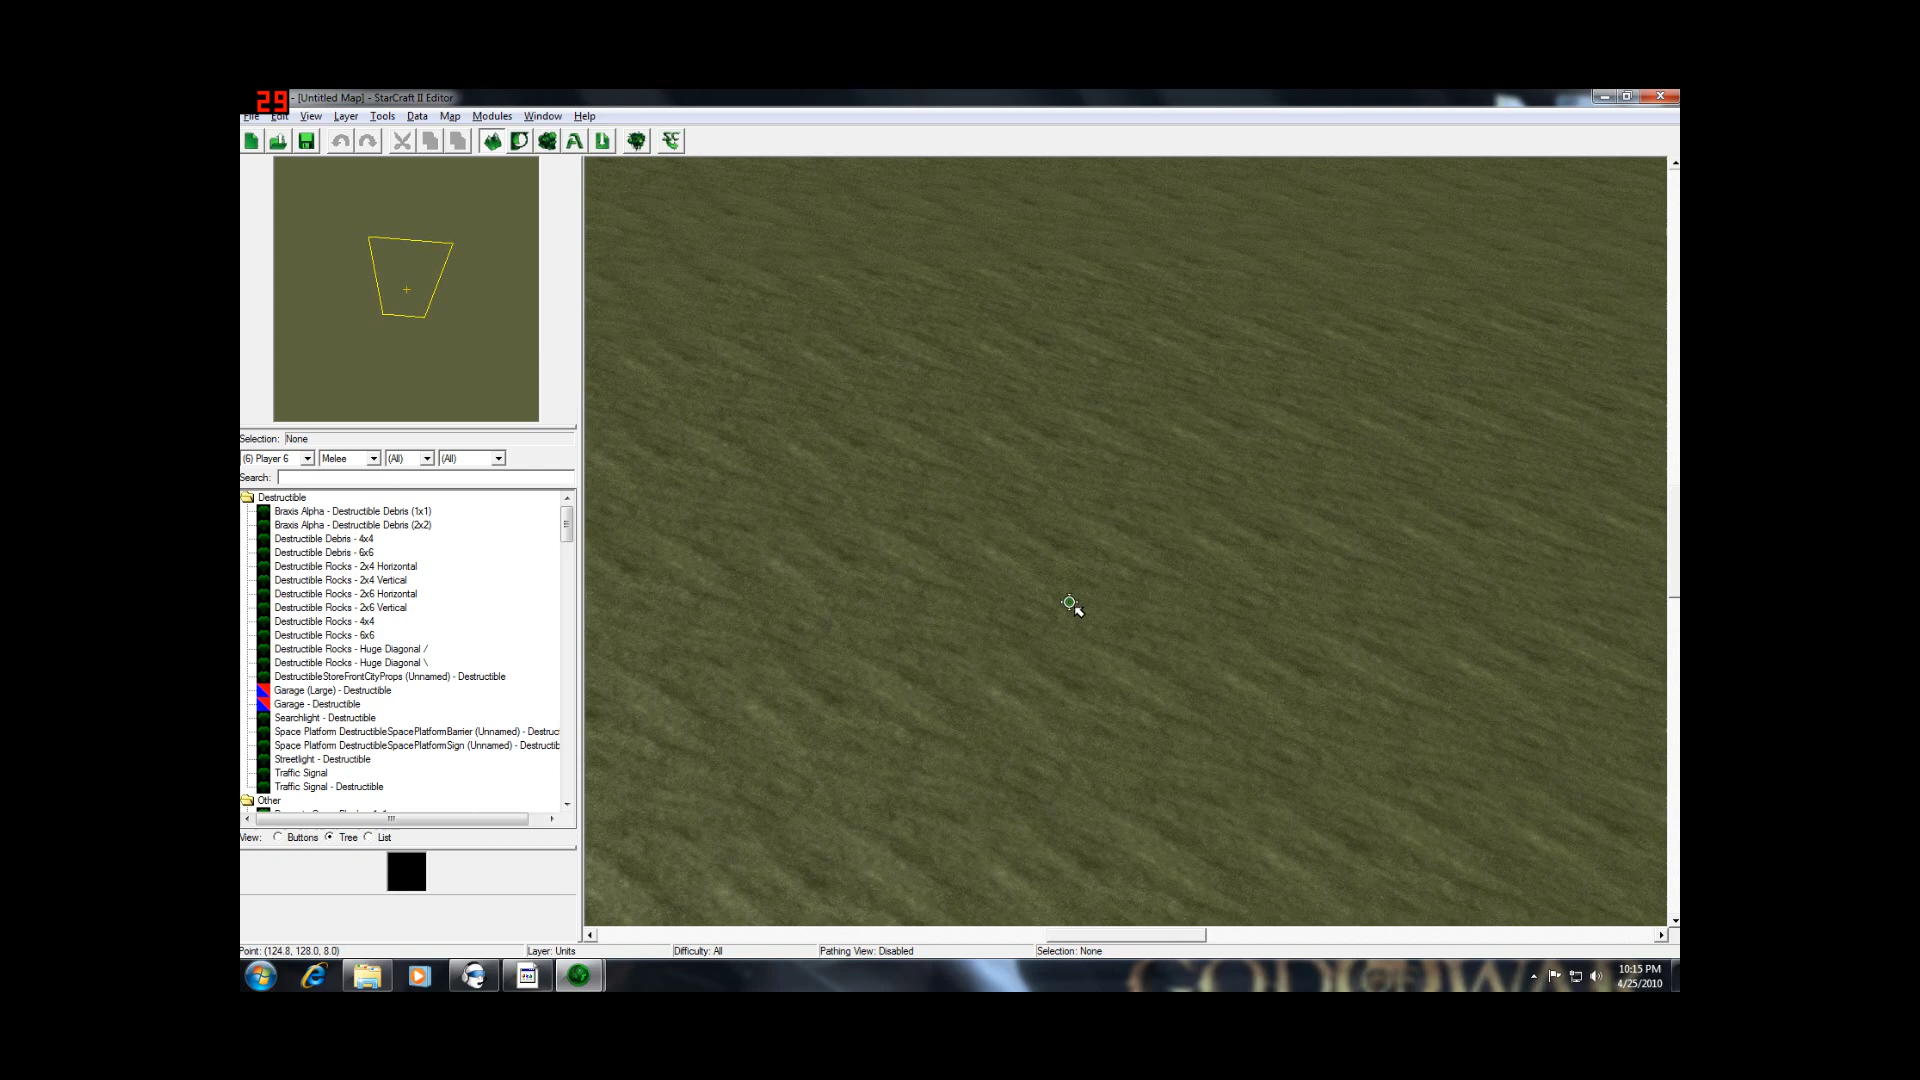 29 - [Untitled Map] - StarCraft II Editor
File Edit View Layer Tools Data Map Modules Window Help
Selection: None
(6) Player 6 Melee (All) (All)
Search:
Destructible
Braxis Alpha - Destructible Debris (1x1)
Braxis Alpha - Destructible Debris (2x2)
Destructible Debris - 4x4
Destructible Debris - 6x6
Destructible Rocks - 2x4 Horizontal
Destructible Rocks - 2x4 Vertical
Destructible Rocks - 2x6 Horizontal
Destructible Rocks - 2x6 Vertical
Destructible Rocks - 4x4
Destructible Rocks - 6x6
Destructible Rocks - Huge Diagonal /
Destructible Rocks - Huge Diagonal \
DestructibleStoreFrontCityProps (Unnamed) - Destructible
Garage (Large) - Destructible
Garage - Destructible
Searchlight - Destructible
Space Platform DestructibleSpacePlatformBarrier (Unnamed) - Destruc
Space Platform DestructibleSpacePlatformSign (Unnamed) - Destructib
Streetlight - Destructible
Traffic Signal
Traffic Signal - Destructible
Other
View: Buttons Tree List
Point: (124.8, 128.0, 8.0) Layer: Units Difficulty: All Pathing View: Disabled Selection: None
GOD OF WAR
10:15 PM
4/25/2010